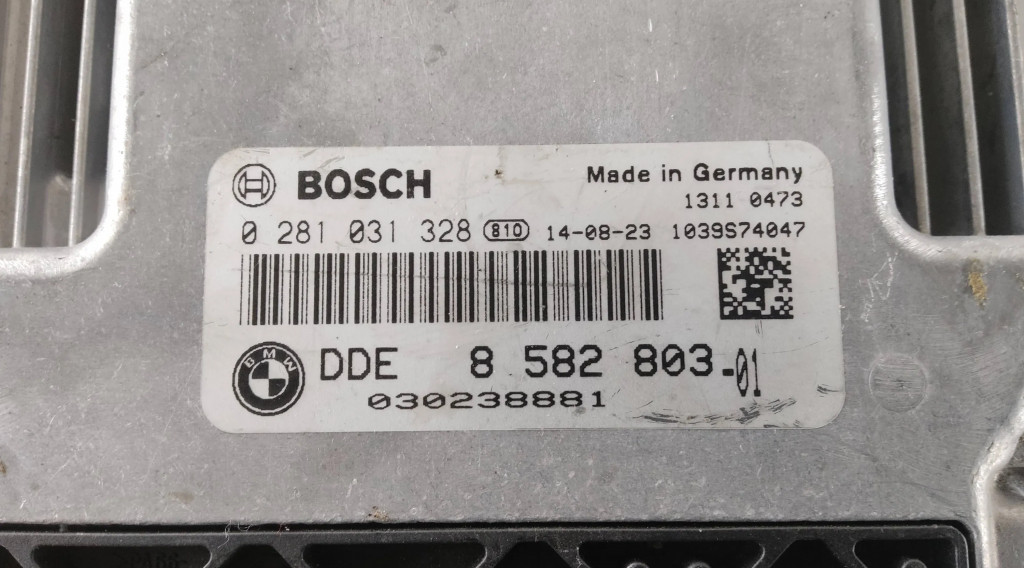 BOSCH
Made in Germany
1311 0473
0 281 031 328 810 14-08-23 1039S74047
BMW
DDE 8 582 803-01
030238881